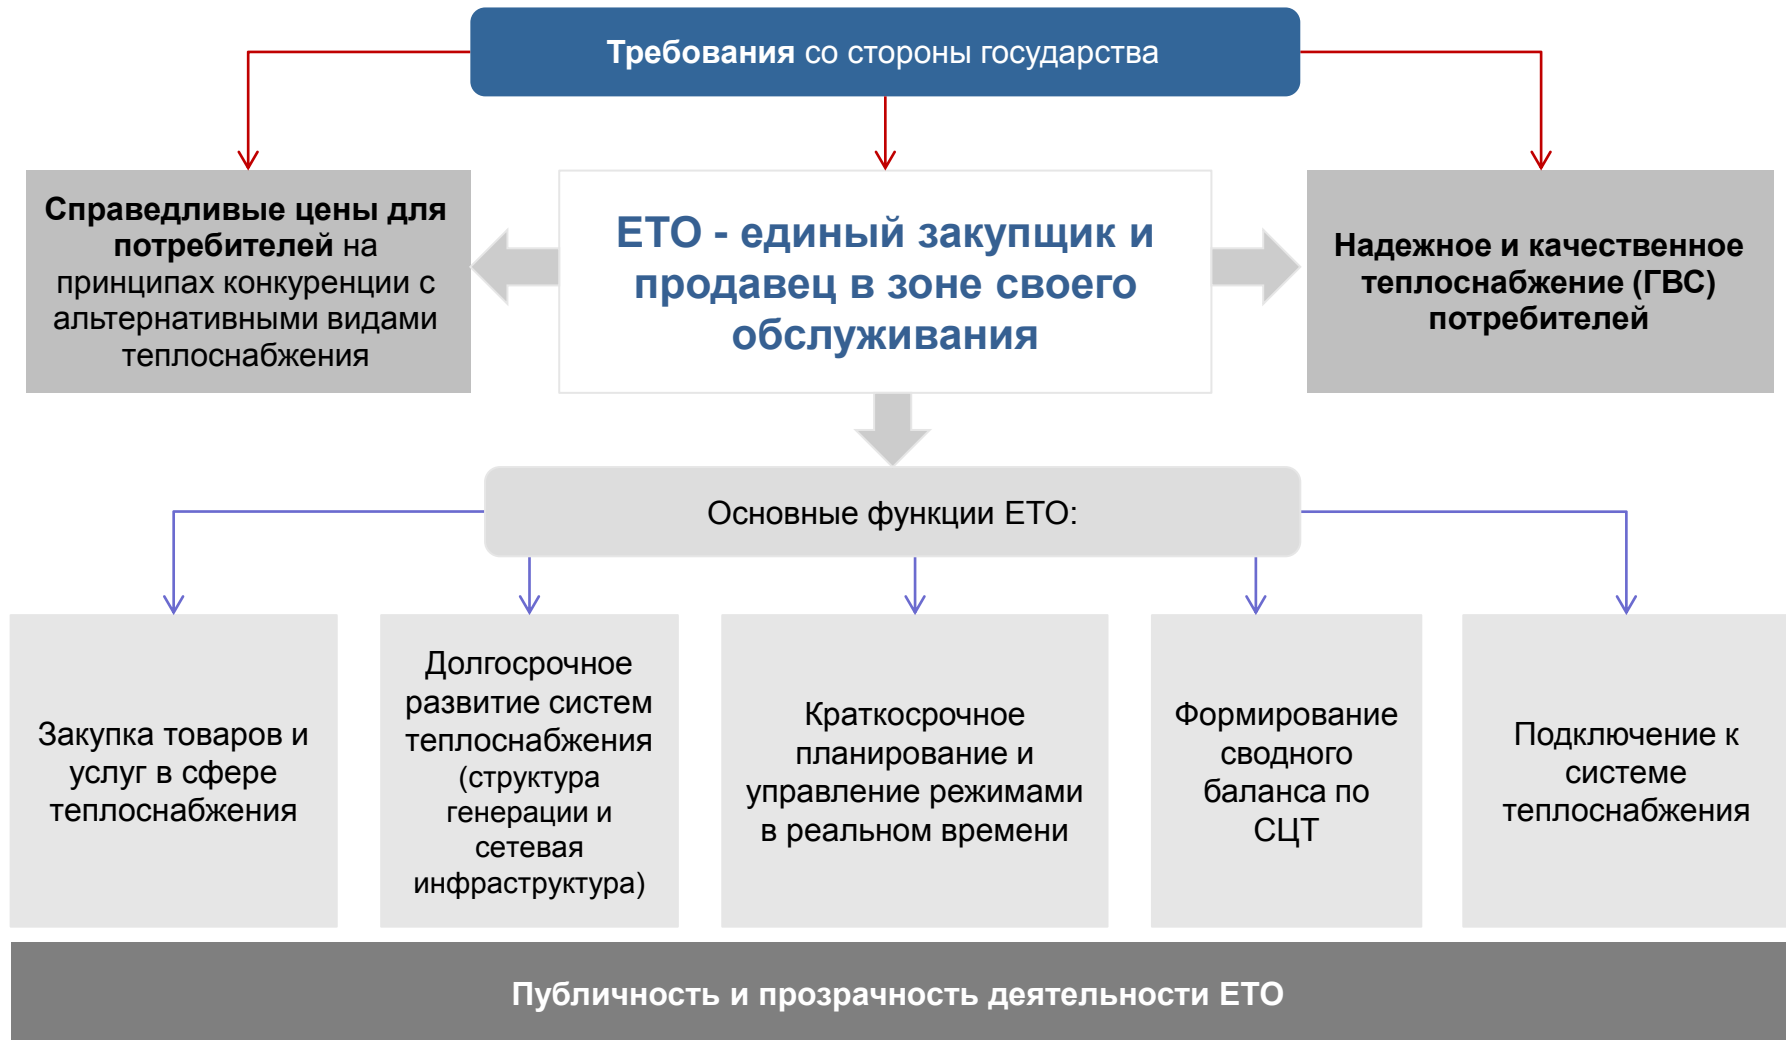 Требования со стороны государства
Справедливые цены для
потребителей на
принципах конкуренции с
альтернативными видами
теплоснабжения
ЕТО - единый закупщик и
продавец в зоне своего
обслуживания
Надежное и качественное
теплоснабжение (ГВС)
потребителей
Основные функции ЕТО:
Закупка товаров и
услуг в сфере
теплоснабжения
Долгосрочное
развитие систем
теплоснабжения
(структура
генерации и
сетевая
инфраструктура)
Краткосрочное
планирование и
управление режимами
в реальном времени
Формирование
сводного
баланса по
СЦТ
Подключение к
системе
теплоснабжения
Публичность и прозрачность деятельности ЕТО